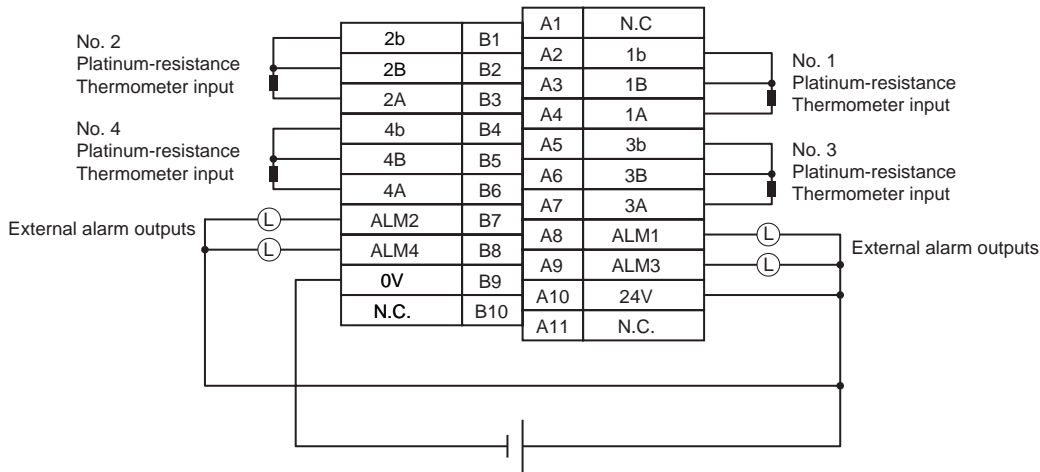 No. 2
Platinum-resistance
Thermometer input
No. 4
Platinum-resistance
Thermometer input
External alarm outputs
L
L
2b B1
2B B2
2A B3
4b B4
4B B5
4A B6
ALM2 B7
ALM4 B8
0V B9
N.C. B10
A1 N.C
A2 1b
A3 1B
A4 1A
A5 3b
A6 3B
A7 3A
A8 ALM1
A9 ALM3
A10 24V
A11 N.C.
No. 1
Platinum-resistance
Thermometer input
No. 3
Platinum-resistance
Thermometer input
L
L
External alarm outputs